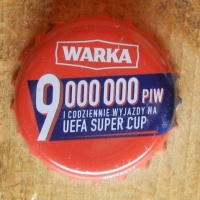 WARKA
9 000 000 PIW
I CODZIENNIE WYJAZDY NA
UEFA SUPER CUP